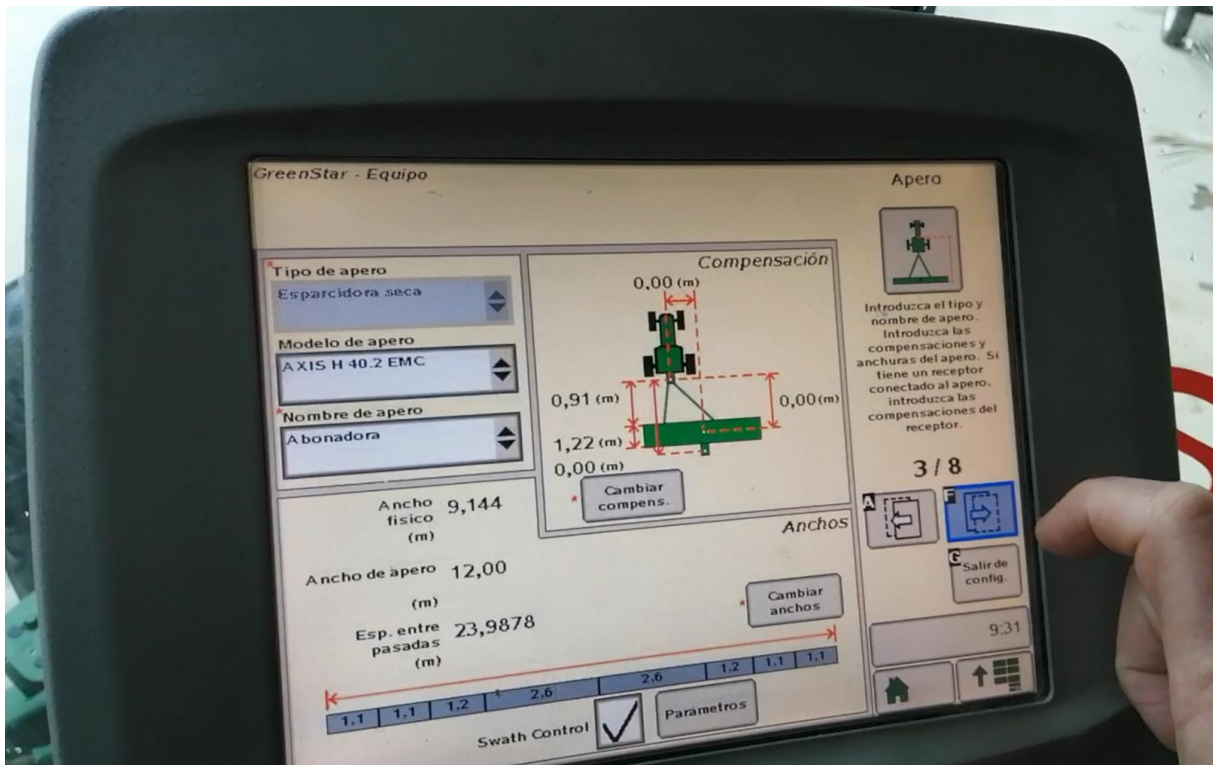 GreenStar - Equipo
Apero
*Tipo de apero
Esparcidora seca
Modelo de apero
AXIS H 40.2 EMC
*Nombre de apero
Abonadora
Compensación
0,00 (m)
0,91 (m)
0,00(m)
1,22 (m)
0,00 (m)
* Cambiar
compens.
Introduzca el tipo y
nombre de apero.
Introduzca las
compensaciones y
anchuras del apero. Si
tiene un receptor
conectado al apero,
introduzca las
compensaciones del
receptor.
3 / 8
A
F
G
Salir de
config.
9:31
Anchos
Ancho
físico
(m)
9,144
Ancho de apero
(m)
12,00
Esp. entre
pasadas
(m)
23,9878
* Cambiar
anchos
1,1 1,1 1,2 2,6 2,6 1,2 1,1 1,1
Swath Control
Parámetros